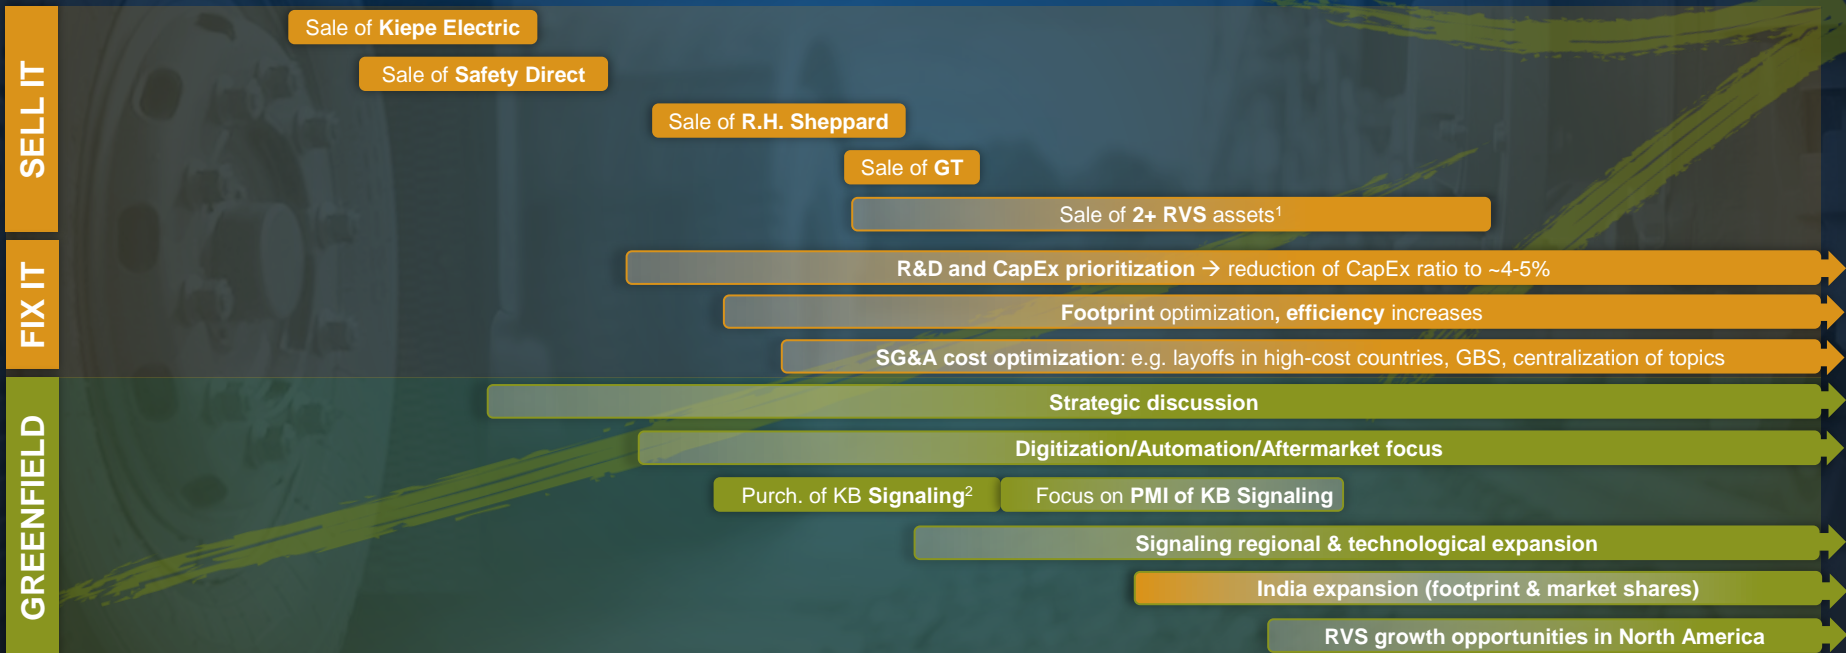 SELL IT
Sale of Kiepe Electric
Sale of Safety Direct
Sale of R.H. Sheppard
Sale of GT
Sale of 2+ RVS assets¹
FIX IT
R&D and CapEx prioritization → reduction of CapEx ratio to ~4-5%
Footprint optimization, efficiency increases
SG&A cost optimization: e.g. layoffs in high-cost countries, GBS, centralization of topics
GREENFIELD
Strategic discussion
Digitization/Automation/Aftermarket focus
Purch. of KB Signaling²
Focus on PMI of KB Signaling
Signaling regional & technological expansion
India expansion (footprint & market shares)
RVS growth opportunities in North America